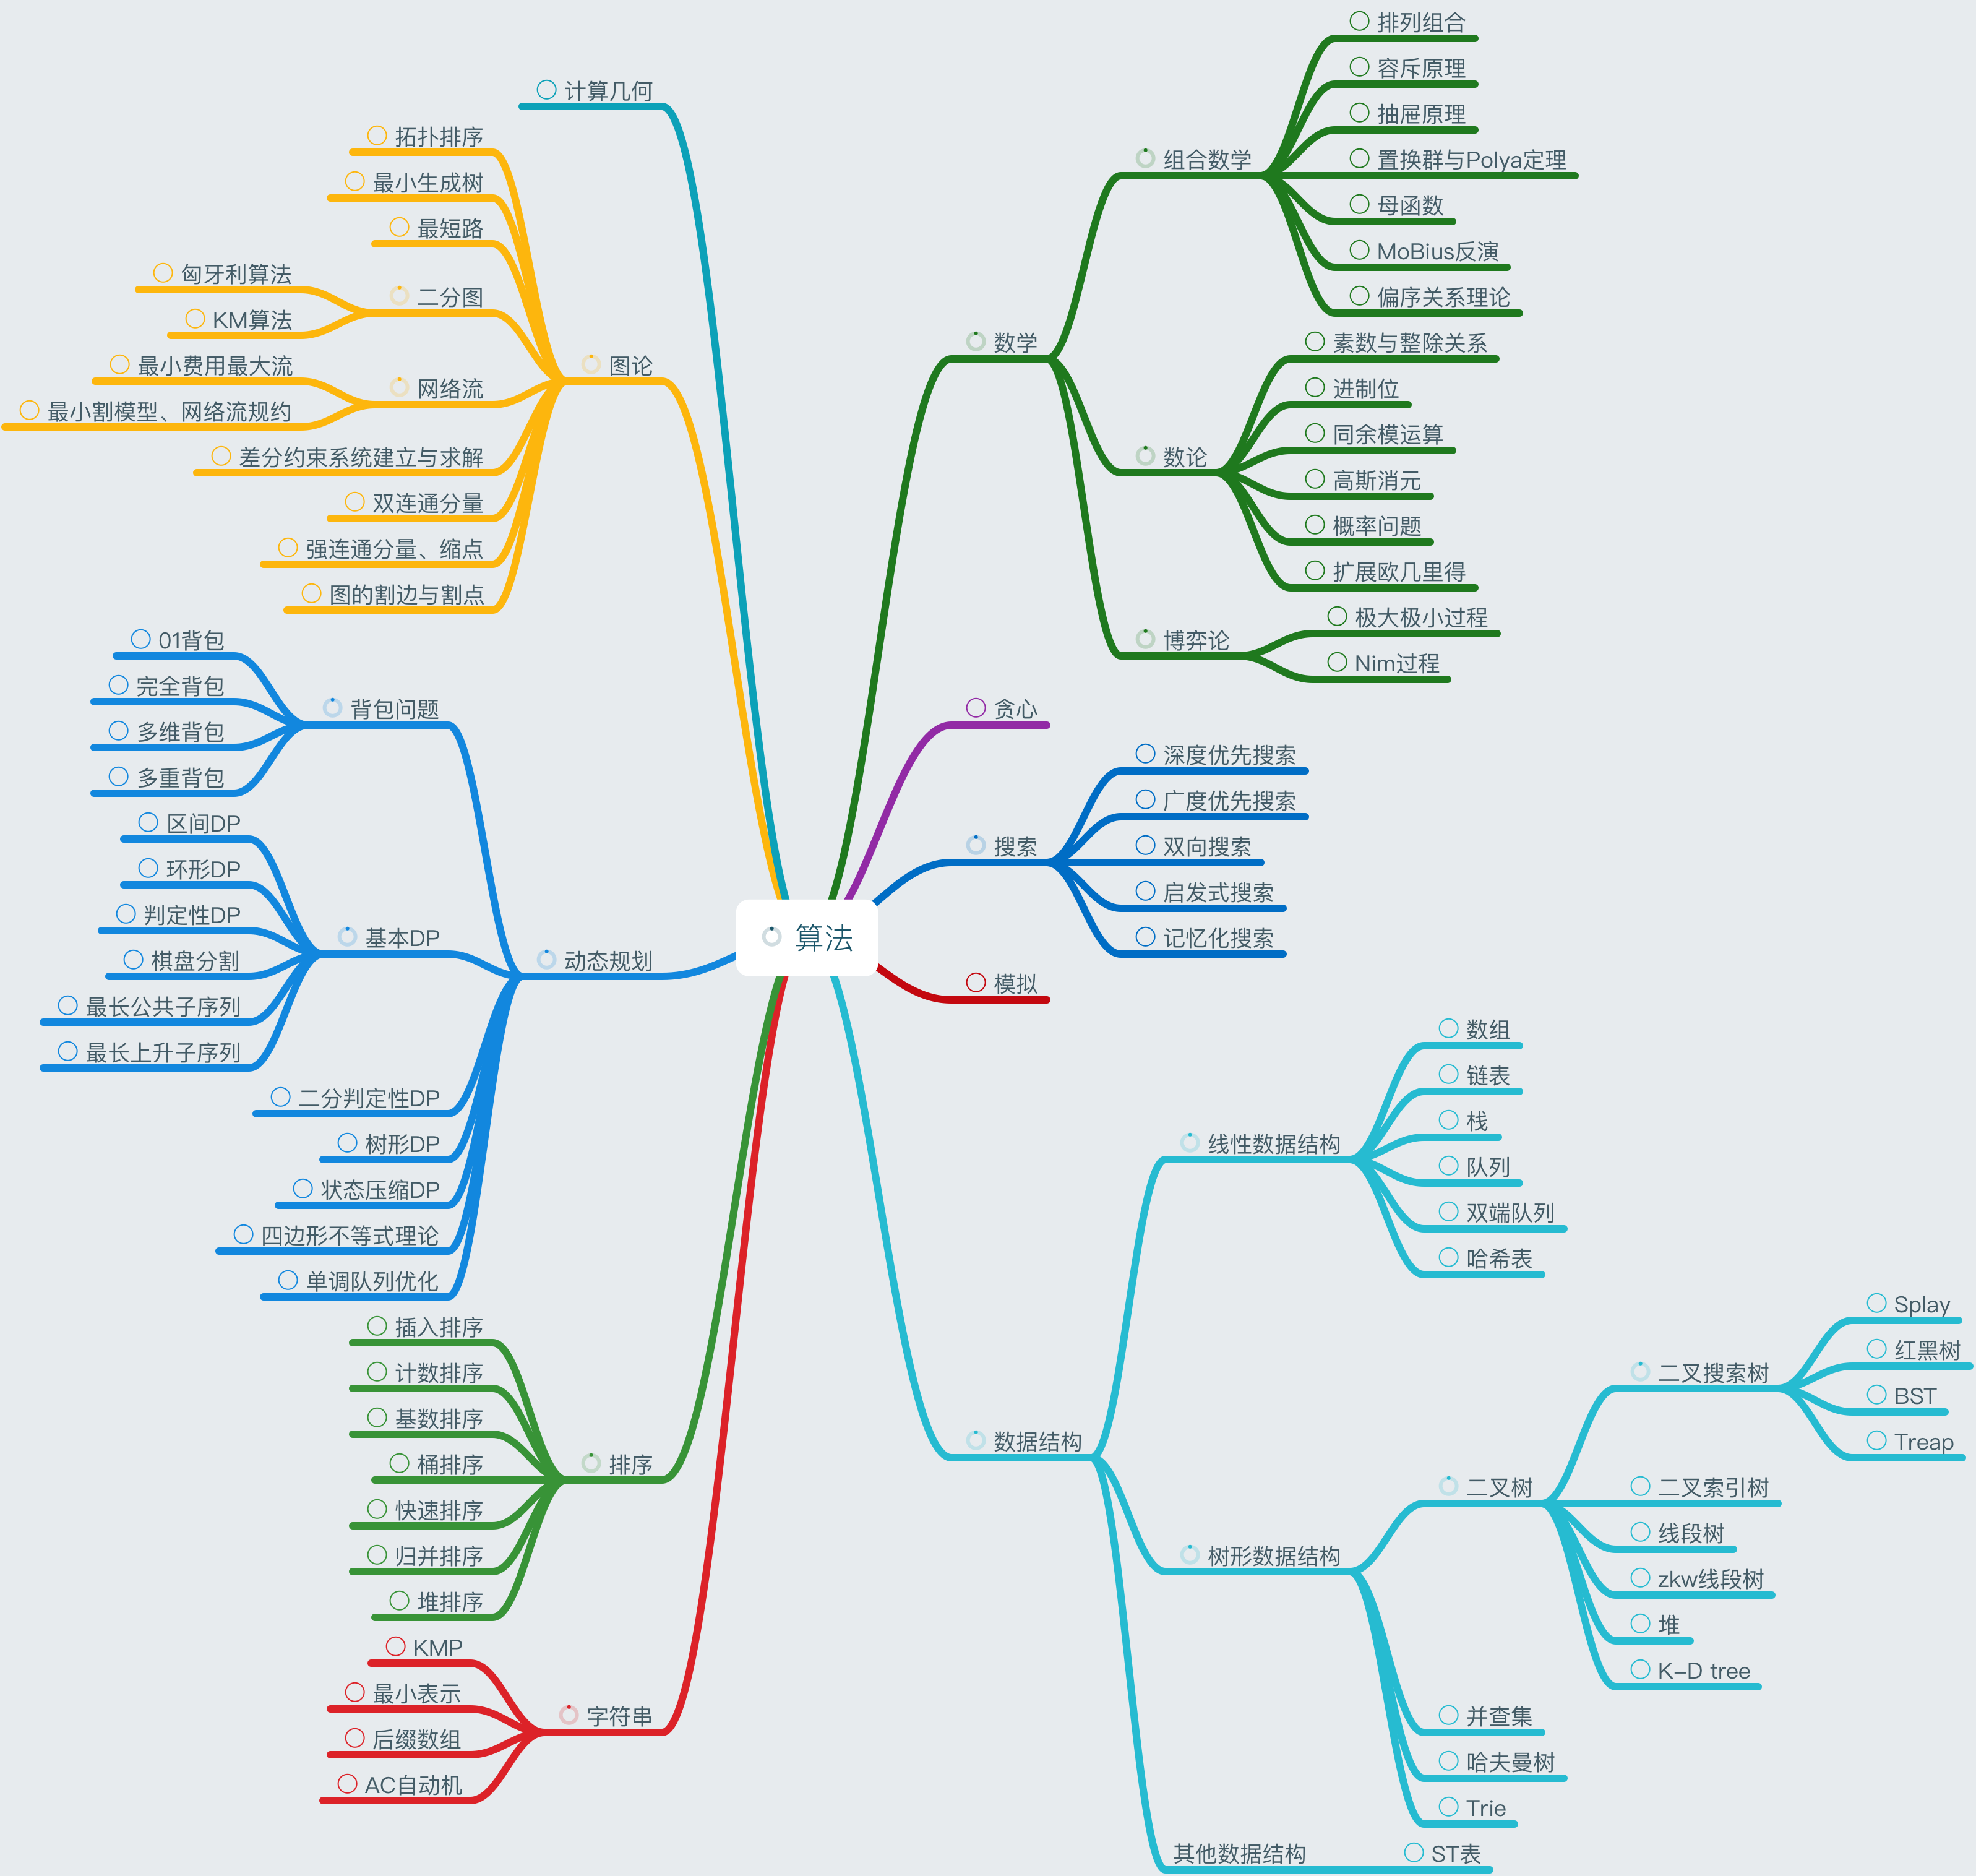 算法
数学
组合数学
排列组合
容斥原理
抽屉原理
置换群与Polya定理
母函数
MoBius反演
偏序关系理论
数论
素数与整除关系
进制位
同余模运算
高斯消元
概率问题
扩展欧几里得
博弈论
极大极小过程
Nim过程
贪心
搜索
深度优先搜索
广度优先搜索
双向搜索
启发式搜索
记忆化搜索
模拟
数据结构
线性数据结构
数组
链表
栈
队列
双端队列
哈希表
树形数据结构
二叉树
二叉搜索树
Splay
红黑树
BST
Treap
二叉索引树
线段树
zkw线段树
堆
K-D tree
并查集
哈夫曼树
Trie
其他数据结构
ST表
计算几何
图论
拓扑排序
最小生成树
最短路
二分图
匈牙利算法
KM算法
网络流
最小费用最大流
最小割模型、网络流规约
差分约束系统建立与求解
双连通分量
强连通分量、缩点
图的割边与割点
动态规划
背包问题
01背包
完全背包
多维背包
多重背包
基本DP
区间DP
环形DP
判定性DP
棋盘分割
最长公共子序列
最长上升子序列
二分判定性DP
树形DP
状态压缩DP
四边形不等式理论
单调队列优化
排序
插入排序
计数排序
基数排序
桶排序
快速排序
归并排序
堆排序
字符串
KMP
最小表示
后缀数组
AC自动机